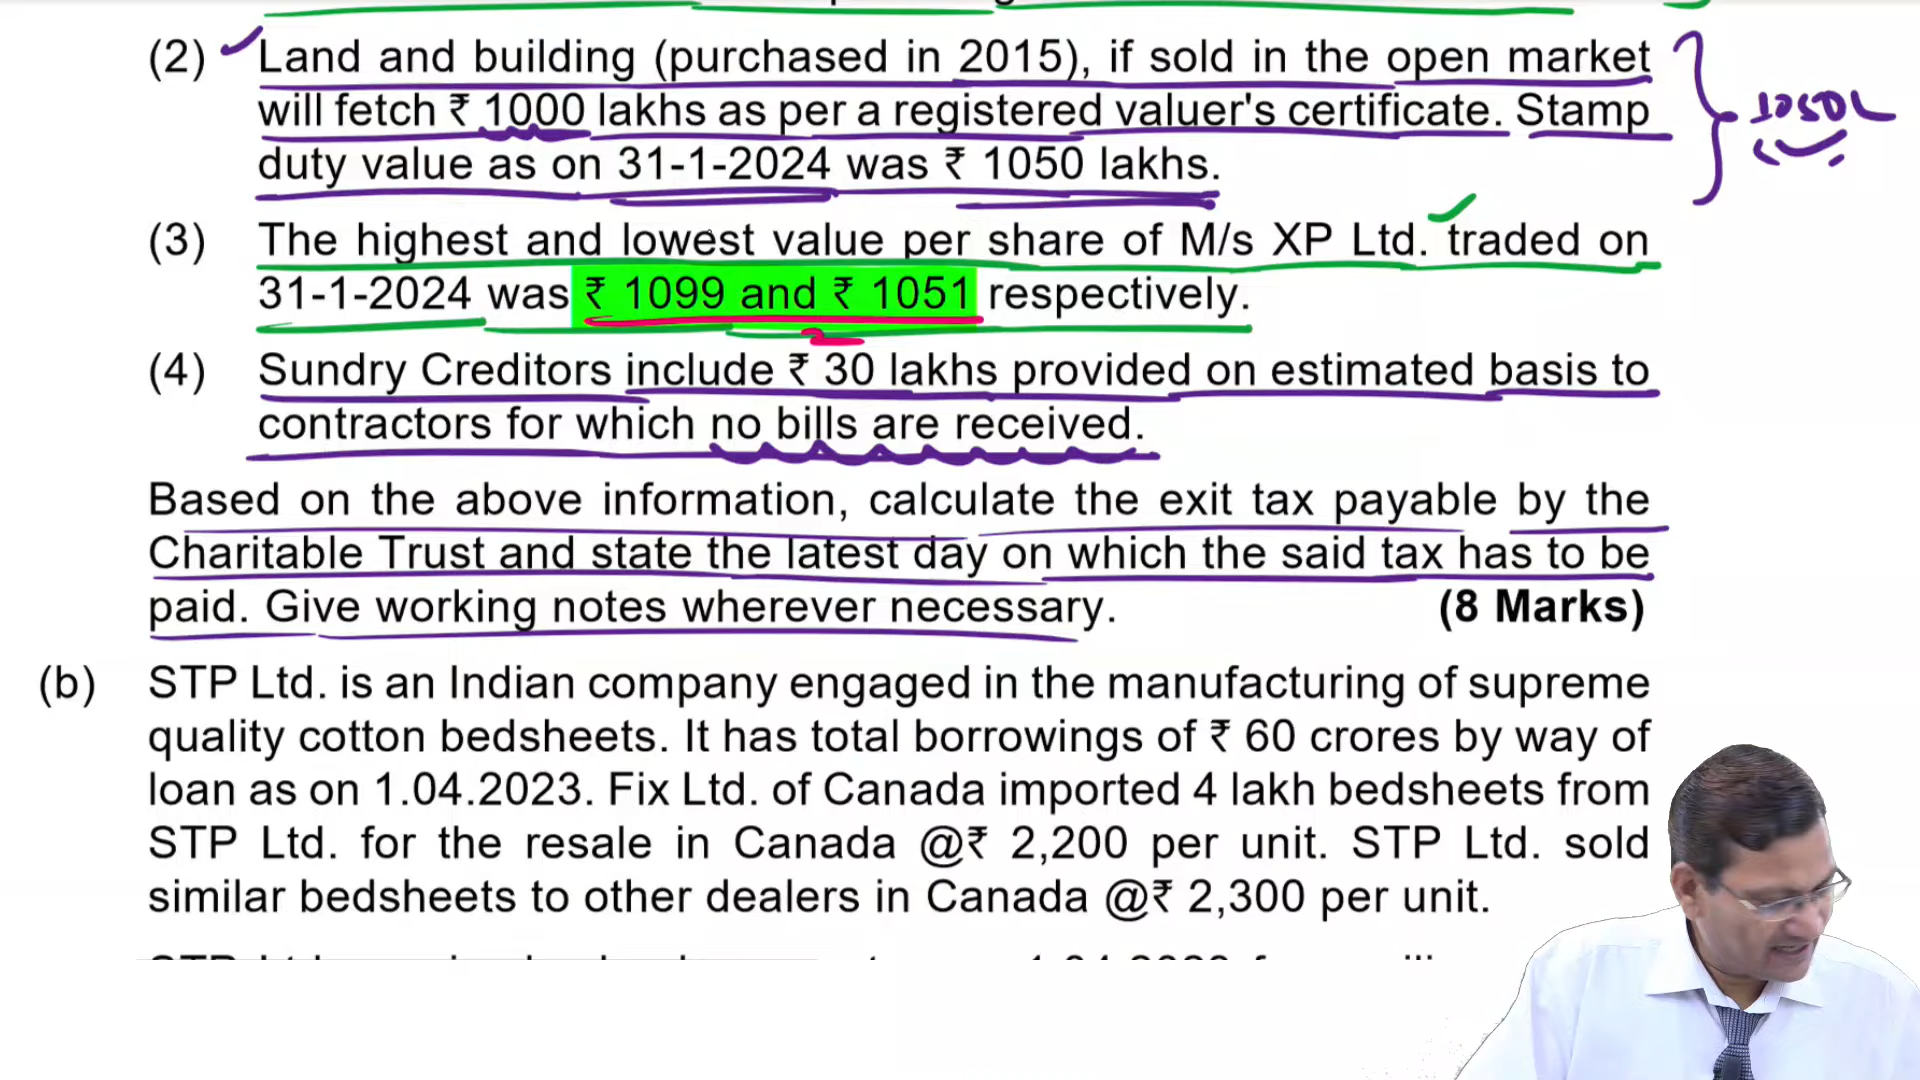 (2) Land and building (purchased in 2015), if sold in the open market
will fetch ₹ 1000 lakhs as per a registered valuer's certificate. Stamp
duty value as on 31-1-2024 was ₹ 1050 lakhs.
1050L
(3) The highest and lowest value per share of M/s XP Ltd. traded on
31-1-2024 was ₹ 1099 and ₹ 1051 respectively.
(4) Sundry Creditors include ₹ 30 lakhs provided on estimated basis to
contractors for which no bills are received.
Based on the above information, calculate the exit tax payable by the
Charitable Trust and state the latest day on which the said tax has to be
paid. Give working notes wherever necessary. (8 Marks)
(b) STP Ltd. is an Indian company engaged in the manufacturing of supreme
quality cotton bedsheets. It has total borrowings of ₹ 60 crores by way of
loan as on 1.04.2023. Fix Ltd. of Canada imported 4 lakh bedsheets from
STP Ltd. for the resale in Canada @₹ 2,200 per unit. STP Ltd. sold
similar bedsheets to other dealers in Canada @₹ 2,300 per unit.